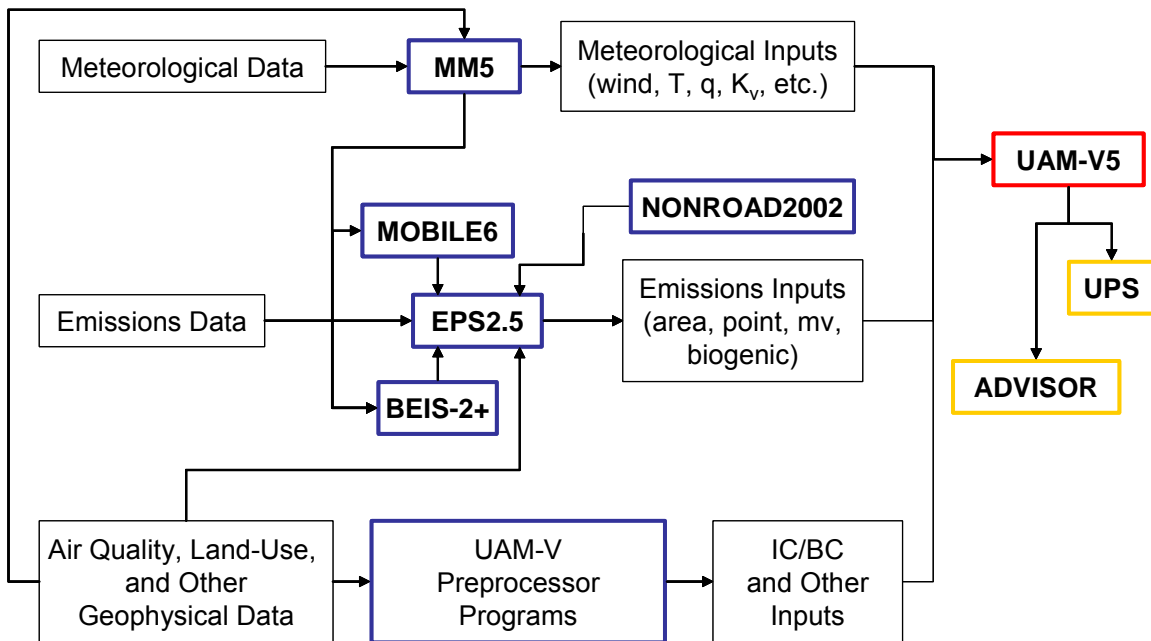 Meteorological Data
MM5
Meteorological Inputs
(wind, T, q, Kv, etc.)
UAM-V5
NONROAD2002
MOBILE6
UPS
Emissions Data
EPS2.5
Emissions Inputs
(area, point, mv,
biogenic)
ADVISOR
BEIS-2+
Air Quality, Land-Use,
and Other
Geophysical Data
UAM-V
Preprocessor
Programs
IC/BC
and Other
Inputs